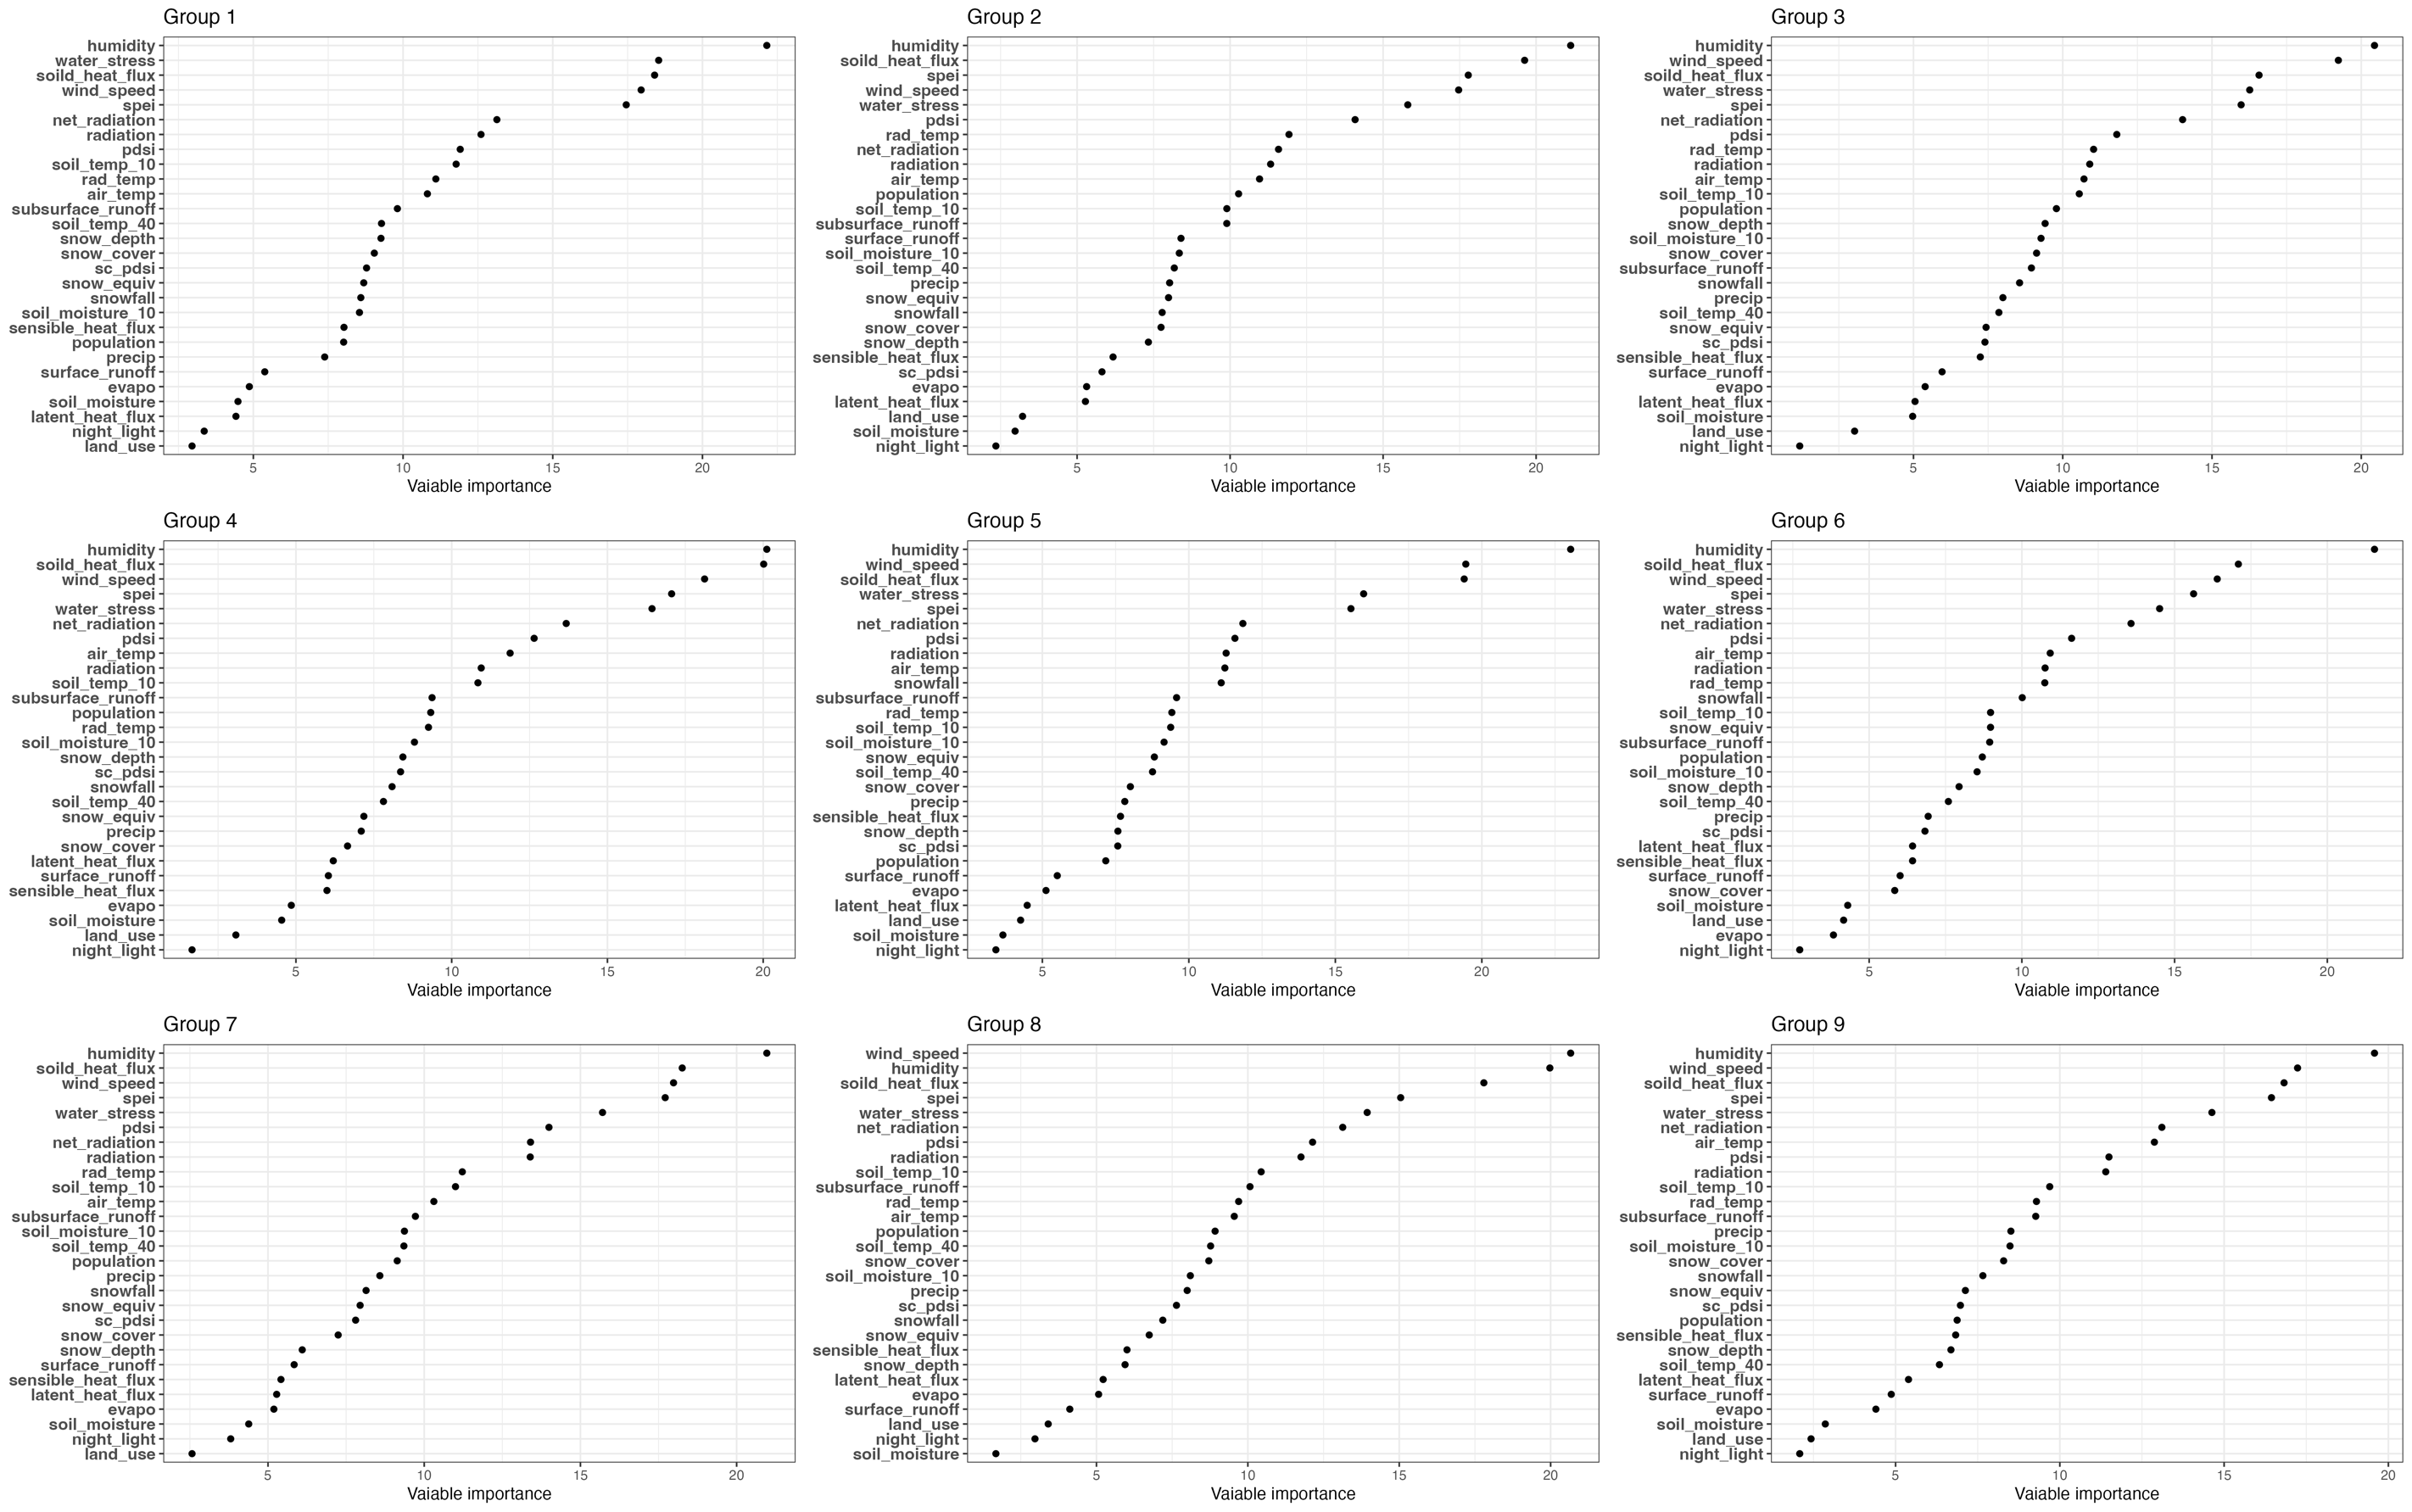 Group 1
humidity
water_stress
soild_heat_flux
wind_speed
spei
net_radiation
radiation
pdsi
soil_temp_10
rad_temp
air_temp
subsurface_runoff
soil_temp_40
snow_depth
snow_cover
sc_pdsi
snow_equiv
snowfall
soil_moisture_10
sensible_heat_flux
population
precip
surface_runoff
evapo
soil_moisture
latent_heat_flux
night_light
land_use
5 10 15 20
Vaiable importance
Group 2
humidity
soild_heat_flux
spei
wind_speed
water_stress
pdsi
rad_temp
net_radiation
radiation
air_temp
population
soil_temp_10
subsurface_runoff
surface_runoff
soil_moisture_10
soil_temp_40
precip
snow_equiv
snowfall
snow_cover
snow_depth
sensible_heat_flux
sc_pdsi
evapo
latent_heat_flux
land_use
soil_moisture
night_light
5 10 15 20
Vaiable importance
Group 3
humidity
wind_speed
soild_heat_flux
water_stress
spei
net_radiation
pdsi
rad_temp
radiation
air_temp
soil_temp_10
population
snow_depth
soil_moisture_10
snow_cover
subsurface_runoff
snowfall
precip
soil_temp_40
snow_equiv
sc_pdsi
sensible_heat_flux
surface_runoff
evapo
latent_heat_flux
soil_moisture
land_use
night_light
5 10 15 20
Vaiable importance
Group 4
humidity
soild_heat_flux
wind_speed
spei
water_stress
net_radiation
pdsi
air_temp
radiation
soil_temp_10
subsurface_runoff
population
rad_temp
soil_moisture_10
snow_depth
sc_pdsi
snowfall
soil_temp_40
snow_equiv
precip
snow_cover
latent_heat_flux
surface_runoff
sensible_heat_flux
evapo
soil_moisture
land_use
night_light
5 10 15 20
Vaiable importance
Group 5
humidity
wind_speed
soild_heat_flux
water_stress
spei
net_radiation
pdsi
radiation
air_temp
snowfall
subsurface_runoff
rad_temp
soil_temp_10
soil_moisture_10
snow_equiv
soil_temp_40
snow_cover
precip
sensible_heat_flux
snow_depth
sc_pdsi
population
surface_runoff
evapo
latent_heat_flux
land_use
soil_moisture
night_light
5 10 15 20
Vaiable importance
Group 6
humidity
soild_heat_flux
wind_speed
spei
water_stress
net_radiation
pdsi
air_temp
radiation
rad_temp
snowfall
soil_temp_10
snow_equiv
subsurface_runoff
population
soil_moisture_10
snow_depth
soil_temp_40
precip
sc_pdsi
latent_heat_flux
sensible_heat_flux
surface_runoff
snow_cover
soil_moisture
land_use
evapo
night_light
5 10 15 20
Vaiable importance
Group 7
humidity
soild_heat_flux
wind_speed
spei
water_stress
pdsi
net_radiation
radiation
rad_temp
soil_temp_10
air_temp
subsurface_runoff
soil_moisture_10
soil_temp_40
population
precip
snowfall
snow_equiv
sc_pdsi
snow_cover
snow_depth
surface_runoff
sensible_heat_flux
latent_heat_flux
evapo
soil_moisture
night_light
land_use
5 10 15 20
Vaiable importance
Group 8
wind_speed
humidity
soild_heat_flux
spei
water_stress
net_radiation
pdsi
radiation
soil_temp_10
subsurface_runoff
rad_temp
air_temp
population
soil_temp_40
snow_cover
soil_moisture_10
precip
sc_pdsi
snowfall
snow_equiv
sensible_heat_flux
snow_depth
latent_heat_flux
evapo
surface_runoff
land_use
night_light
soil_moisture
5 10 15 20
Vaiable importance
Group 9
humidity
wind_speed
soild_heat_flux
spei
water_stress
net_radiation
air_temp
pdsi
radiation
soil_temp_10
rad_temp
subsurface_runoff
precip
soil_moisture_10
snow_cover
snowfall
snow_equiv
sc_pdsi
population
sensible_heat_flux
snow_depth
soil_temp_40
latent_heat_flux
surface_runoff
evapo
soil_moisture
land_use
night_light
5 10 15 20
Vaiable importance